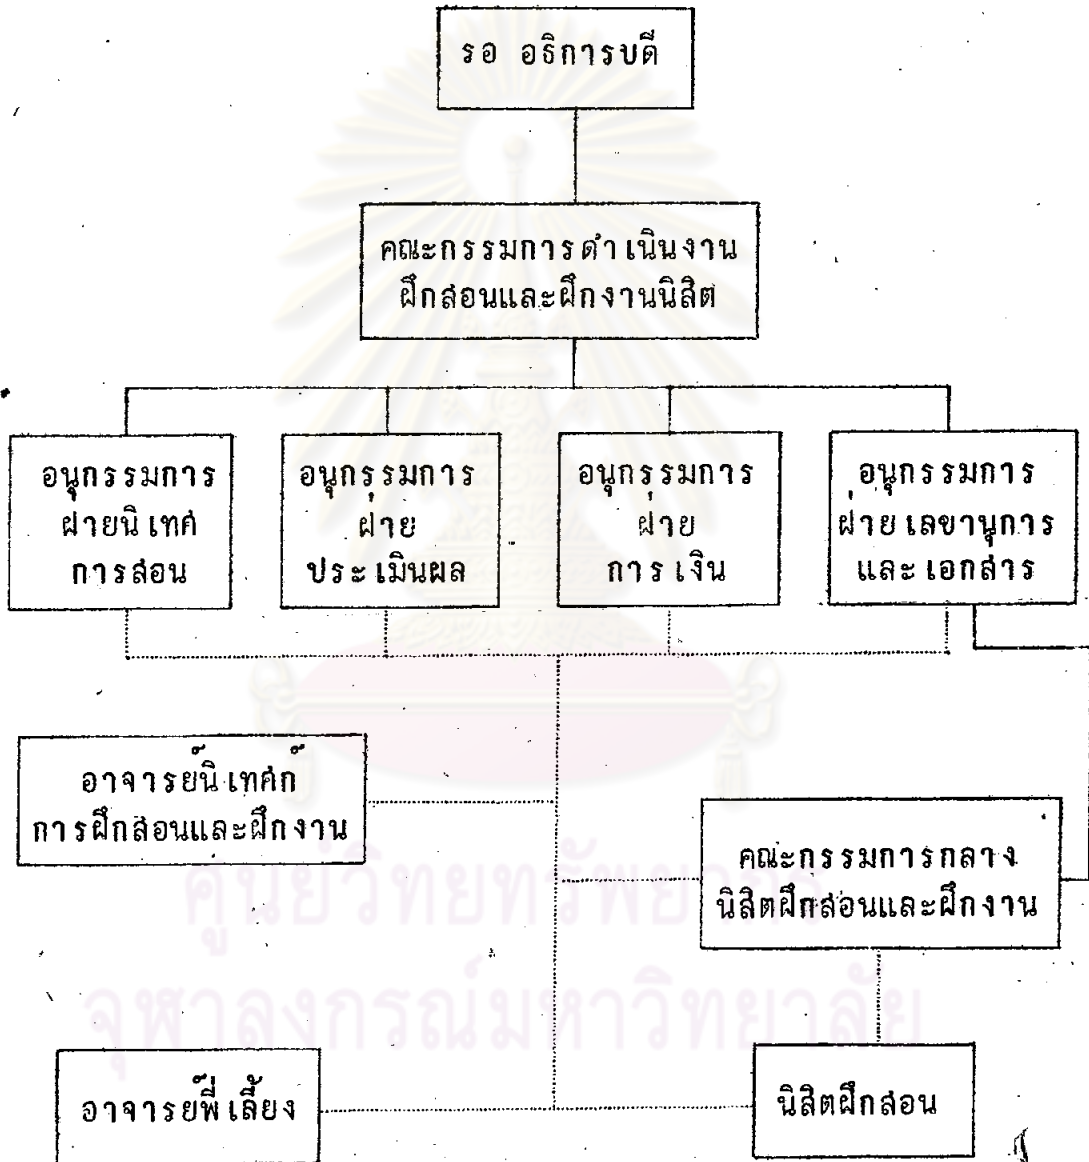 รอ อธิการบดี
คณะกรรมการดำเนินงาน
ฝึกสอนและฝึกงานนิสิต
อนุกรรมการ
ฝ่ายนิเทศ
การสอน
อนุกรรมการ
ฝ่าย
ประเมินผล
อนุกรรมการ
ฝ่าย
การเงิน
อนุกรรมการ
ฝ่ายเลขานุการ
และเอกสาร
อาจารย์นิเทศก์
การฝึกสอนและฝึกงาน
คณะกรรมการกลาง
นิสิตฝึกสอนและฝึกงาน
ศูนย์วิทยทรัพยากร
จุฬาลงกรณ์มหาวิทยาลัย
อาจารย์พี่เลี้ยง
นิสิตฝึกสอน